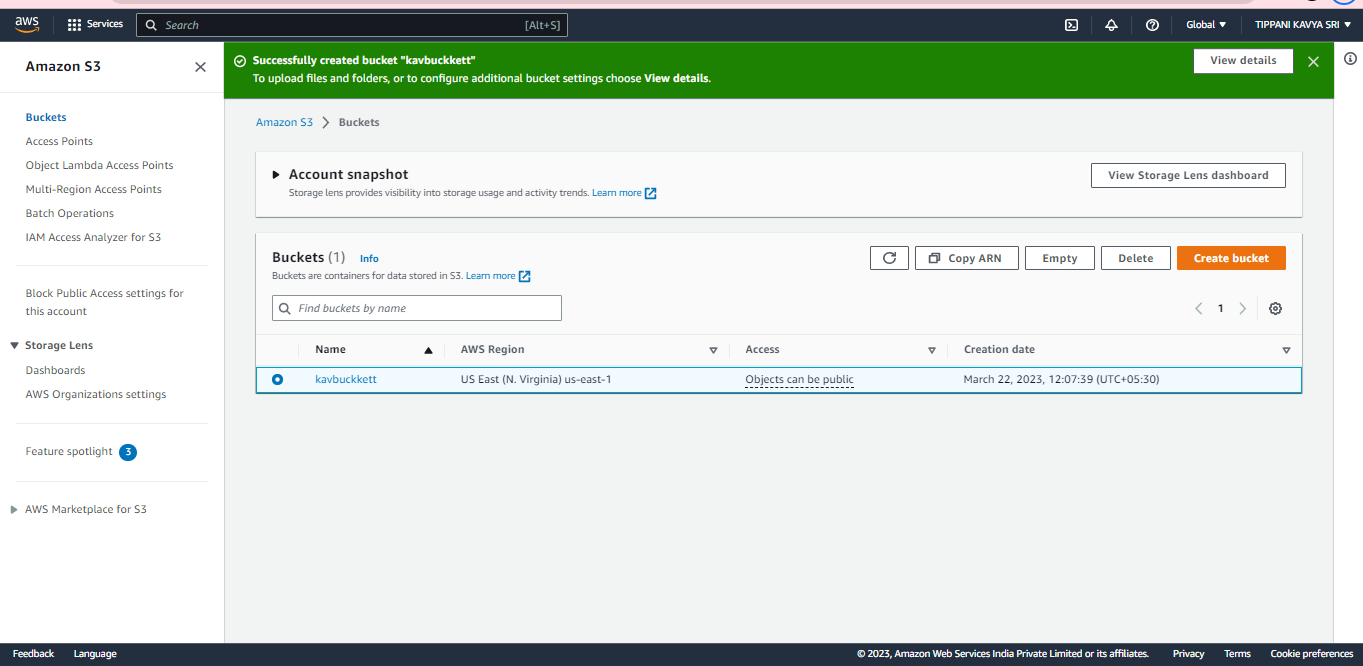 aws
Services
Search
[Alt+S]
Global
TIPPANI KAVYA SRI
Amazon S3
Buckets
Access Points
Object Lambda Access Points
Multi-Region Access Points
Batch Operations
IAM Access Analyzer for S3
Block Public Access settings for
this account
Storage Lens
Dashboards
AWS Organizations settings
Feature spotlight 3
AWS Marketplace for S3
Successfully created bucket "kavbuckkett"
To upload files and folders, or to configure additional bucket settings choose View details.
View details
Amazon S3 > Buckets
Account snapshot
Storage lens provides visibility into storage usage and activity trends. Learn more
View Storage Lens dashboard
Buckets (1) Info
Buckets are containers for data stored in S3. Learn more
Copy ARN
Empty
Delete
Create bucket
Find buckets by name
1
Name AWS Region Access Creation date
kavbuckkett US East (N. Virginia) us-east-1 Objects can be public March 22, 2023, 12:07:39 (UTC+05:30)
Feedback Language © 2023, Amazon Web Services India Private Limited or its affiliates. Privacy Terms Cookie preferences